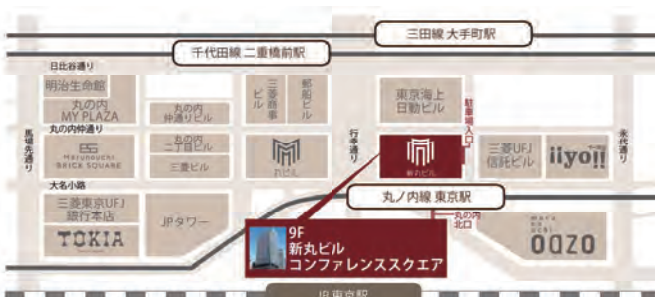 三田線 大手町駅
千代田線 二重橋前駅
日比谷通り
明治生命館
丸の内
MY PLAZA
丸の内
仲通りビル
三菱商事
ビル
郵船ビル
東京海上
日動ビル
駐車場入口
丸の内仲通り
馬場先通り
Marunouchi
BRICK SQUARE
丸の内
二丁目ビル
三菱ビル
丸ビル
行幸通り
新丸ビル
三菱UFJ
信託ビル
iiyo!!
永代通り
大名小路
三菱東京UFJ
銀行本店
TOKIA
JPタワー
丸ノ内線 東京駅
丸の内
北口
maru
no
uchi
OAZO
9F
新丸ビル
コンファレンススクエア
JR 東京駅